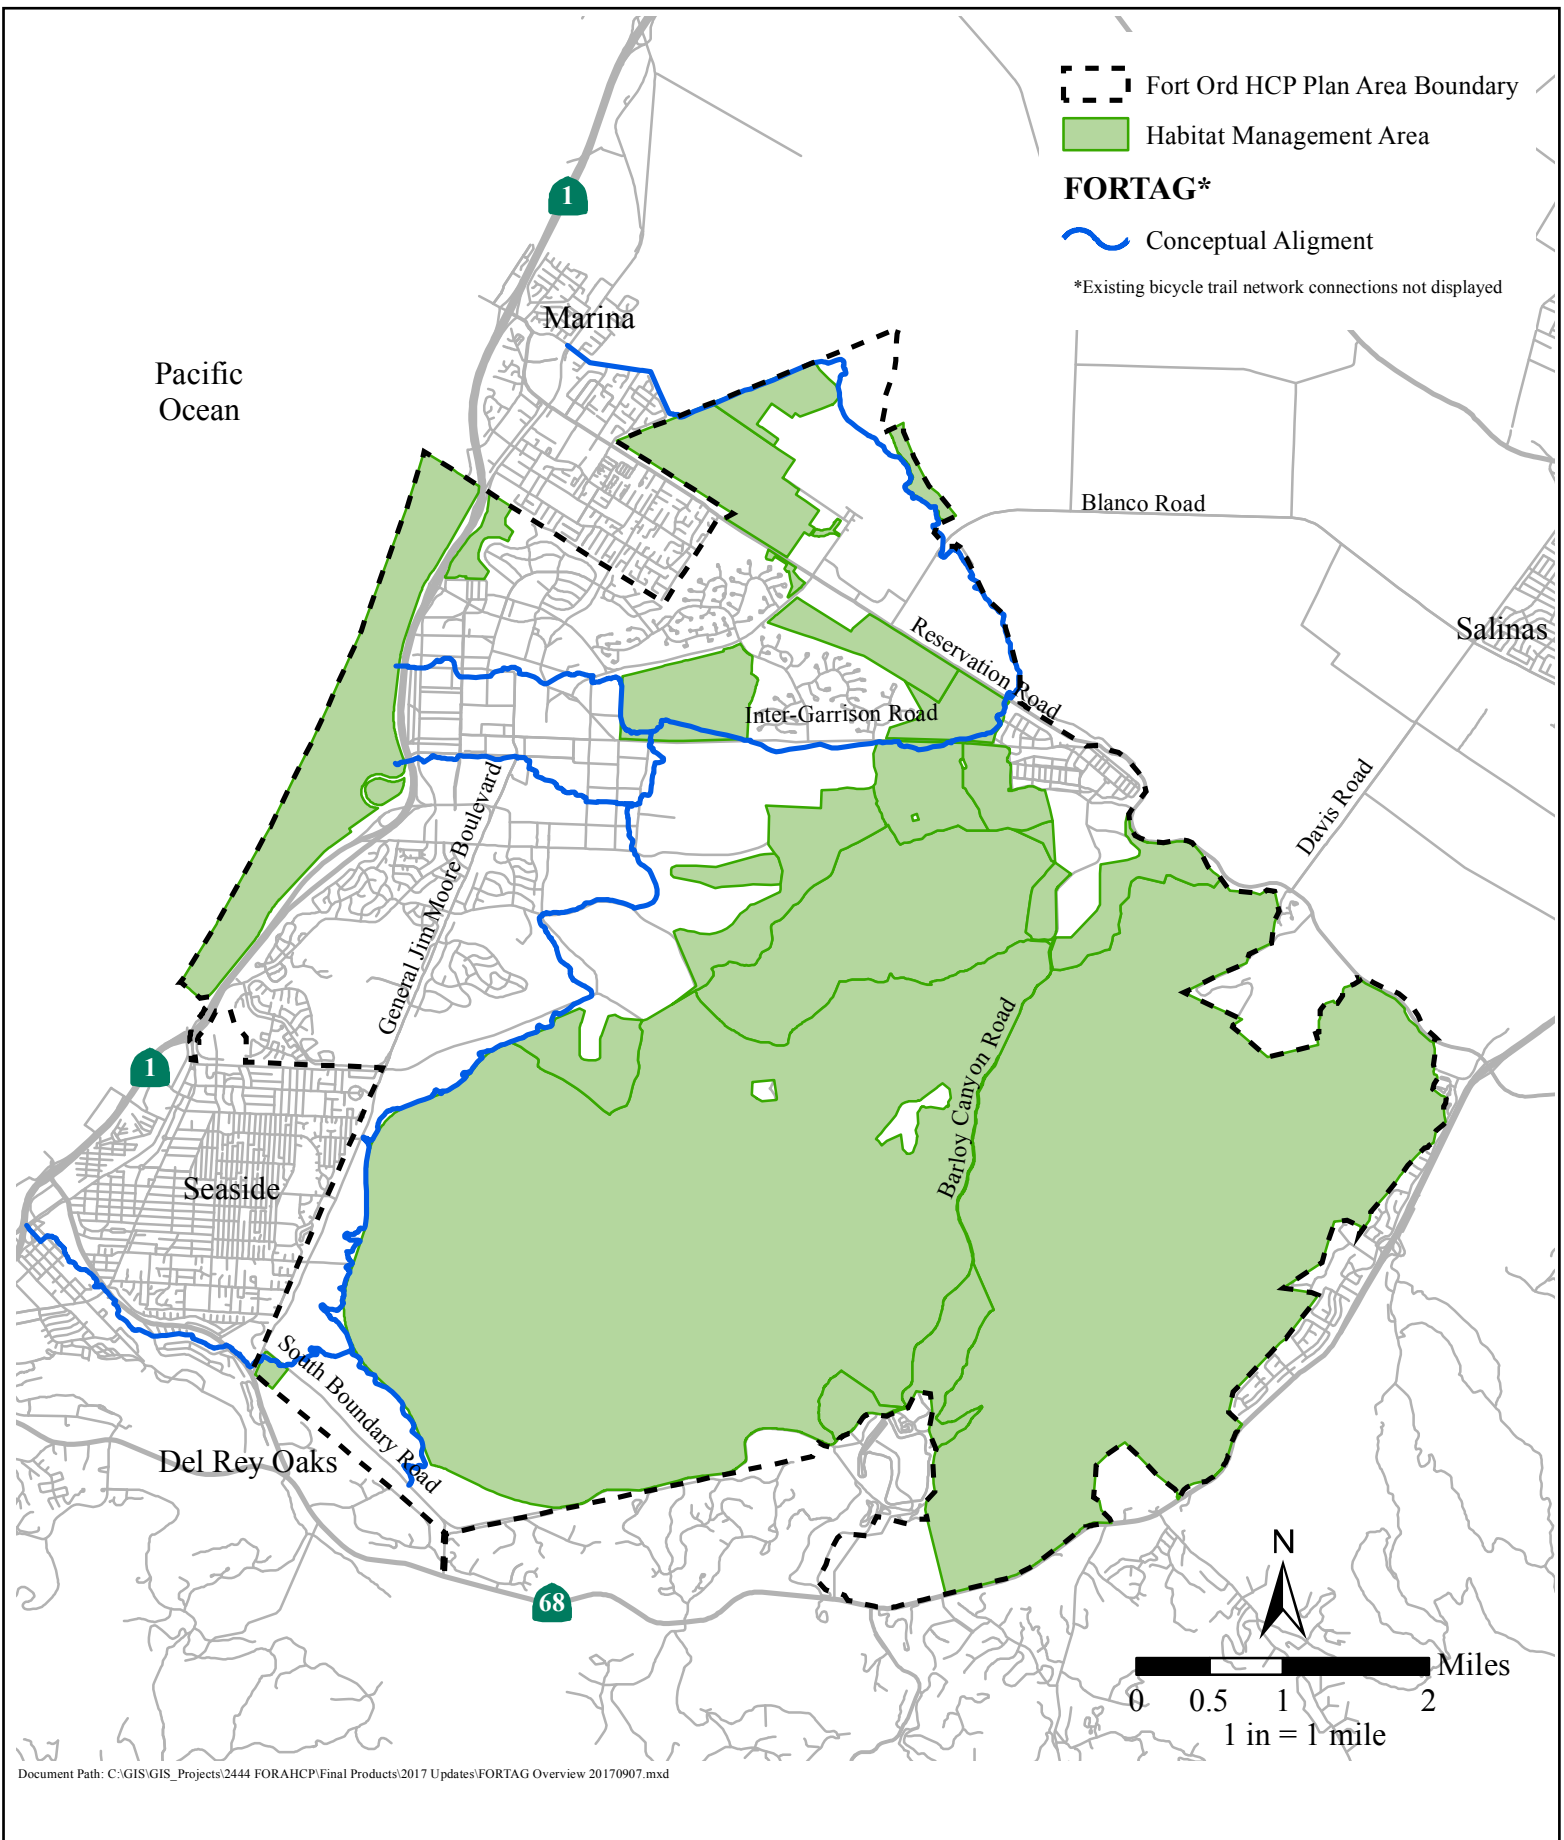 Fort Ord HCP Plan Area Boundary
Habitat Management Area
FORTAG*
Conceptual Aligment
*Existing bicycle trail network connections not displayed
1
Marina
Pacific
Ocean
Blanco Road
Salinas
Reservation Road
Inter-Garrison Road
Davis Road
General Jim Moore Boulevard
Barloy Canyon Road
1
Seaside
South Boundary Road
Del Rey Oaks
68
N
Miles
0 0.5 1 2
1 in = 1 mile
Document Path: C:\GIS\GIS_Projects\2444 FORAHCP\Final Products\2017 Updates\FORTAG Overview 20170907.mxd